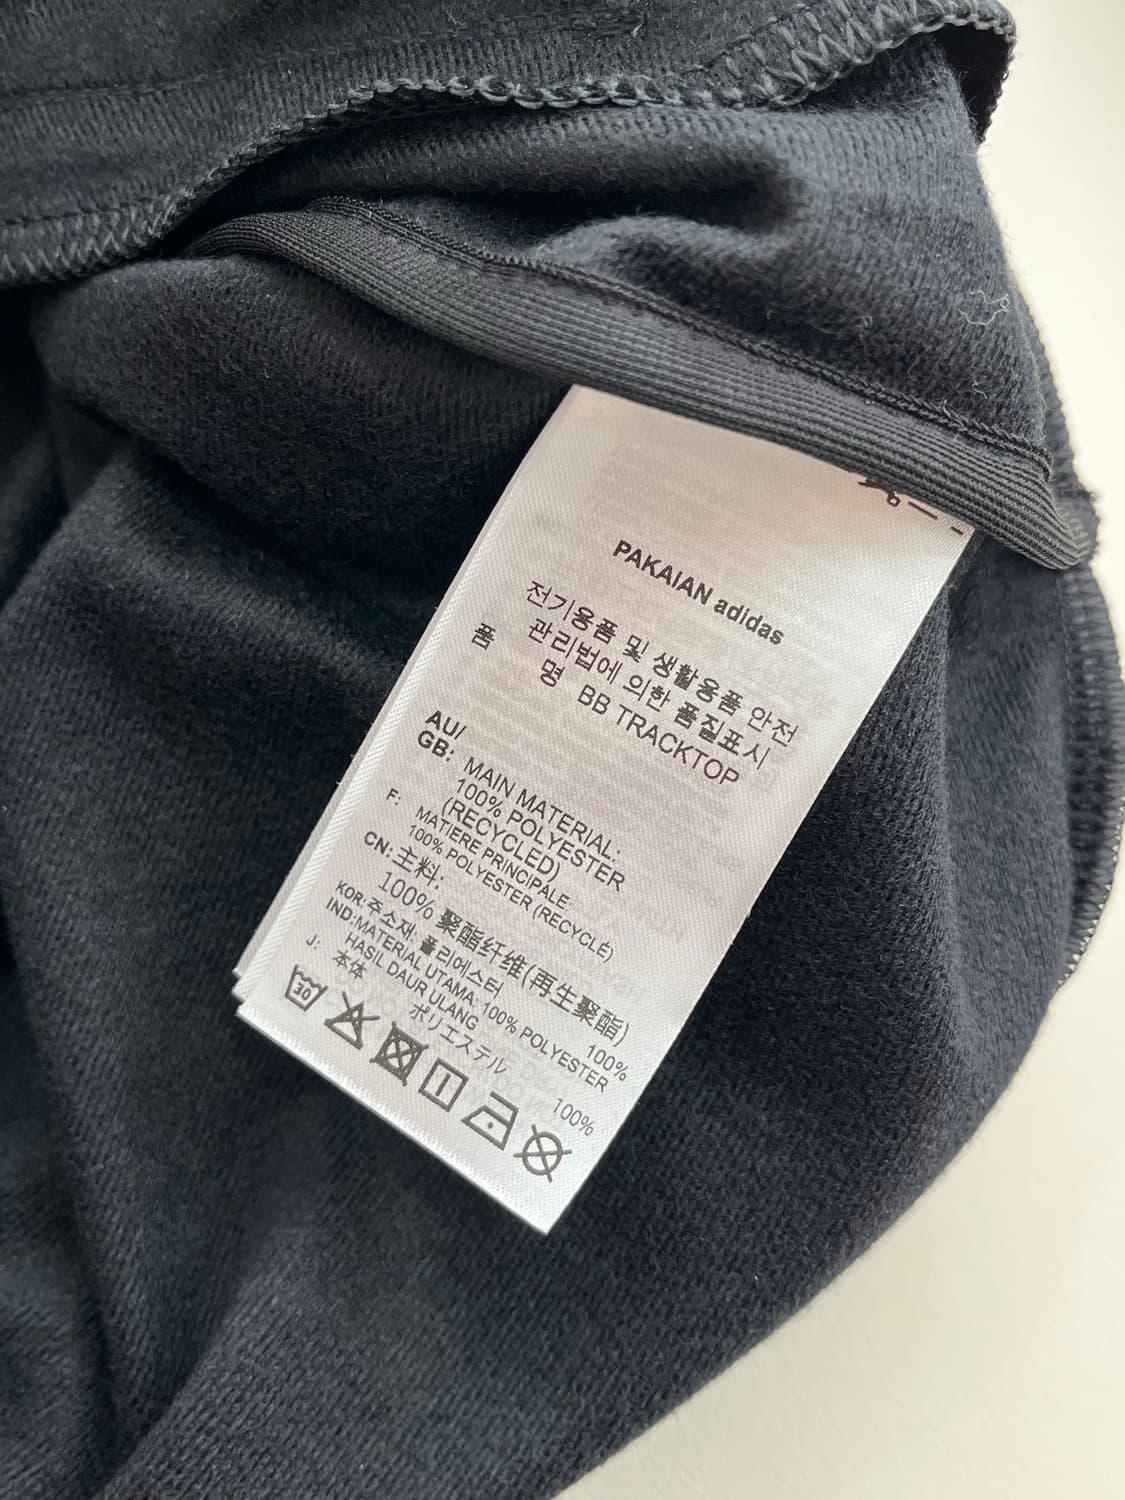 PAKAIAN adidas
전기용품 및 생활용품 안전
관리법에 의한 품질표시
품 명 BB TRACKTOP
AU/
GB: MAIN MATERIAL:
100% POLYESTER
(RECYCLED)
F: MATIERE PRINCIPALE:
100% POLYESTER (RECYCLÉ)
CN: 主料:
100% 聚酯纤维(再生聚酯)
KOR: 주소재: 폴리에스터 100%
IND: MATERIAL UTAMA: 100% POLYESTER
HASIL DAUR ULANG
J: 本体
ポリエステル 100%
30